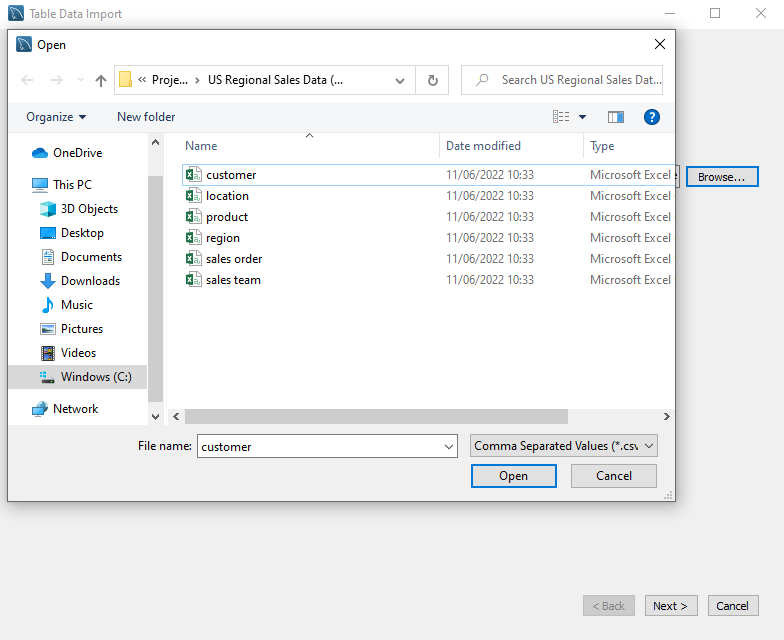 Table Data Import
Open
« Proje... › US Regional Sales Data (...
Search US Regional Sales Dat...
Organize
New folder
?
Name
Date modified
Type
OneDrive
This PC
3D Objects
Desktop
Documents
Downloads
Music
Pictures
Videos
Windows (C:)
Network
customer 11/06/2022 10:33 Microsoft Excel
location 11/06/2022 10:33 Microsoft Excel
product 11/06/2022 10:33 Microsoft Excel
region 11/06/2022 10:33 Microsoft Excel
sales order 11/06/2022 10:33 Microsoft Excel
sales team 11/06/2022 10:33 Microsoft Excel
Browse...
File name: customer
Comma Separated Values (*.csv
Open
Cancel
< Back
Next >
Cancel